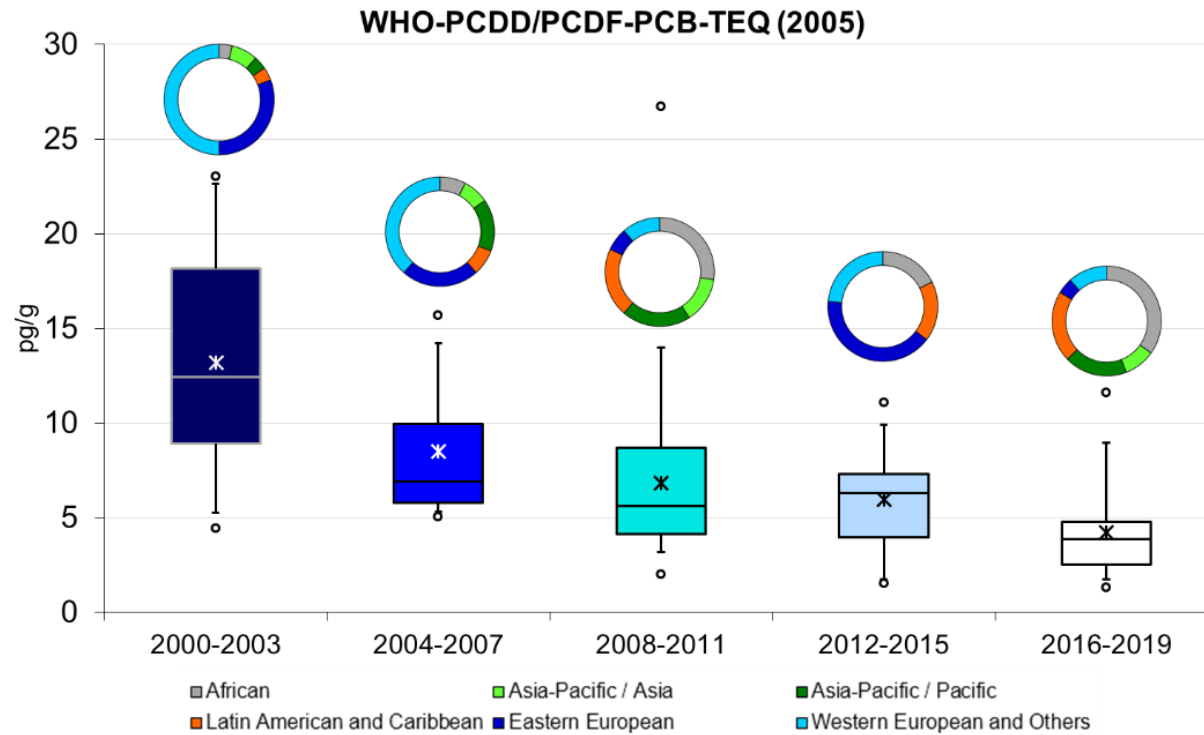 WHO-PCDD/PCDF-PCB-TEQ (2005)
30
25
20
15
10
5
0
pg/g
2000-2003 2004-2007 2008-2011 2012-2015 2016-2019
African Asia-Pacific / Asia Asia-Pacific / Pacific
Latin American and Caribbean Eastern European Western European and Others